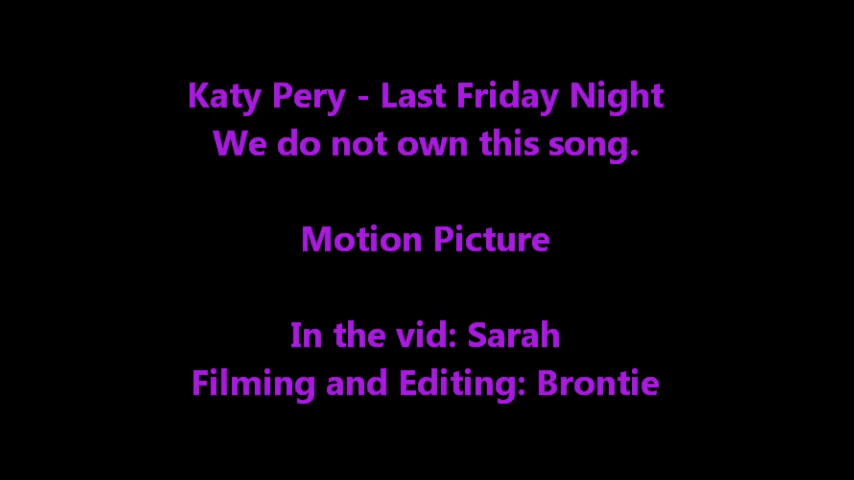 Katy Pery - Last Friday Night
We do not own this song.
Motion Picture
In the vid: Sarah
Filming and Editing: Brontie